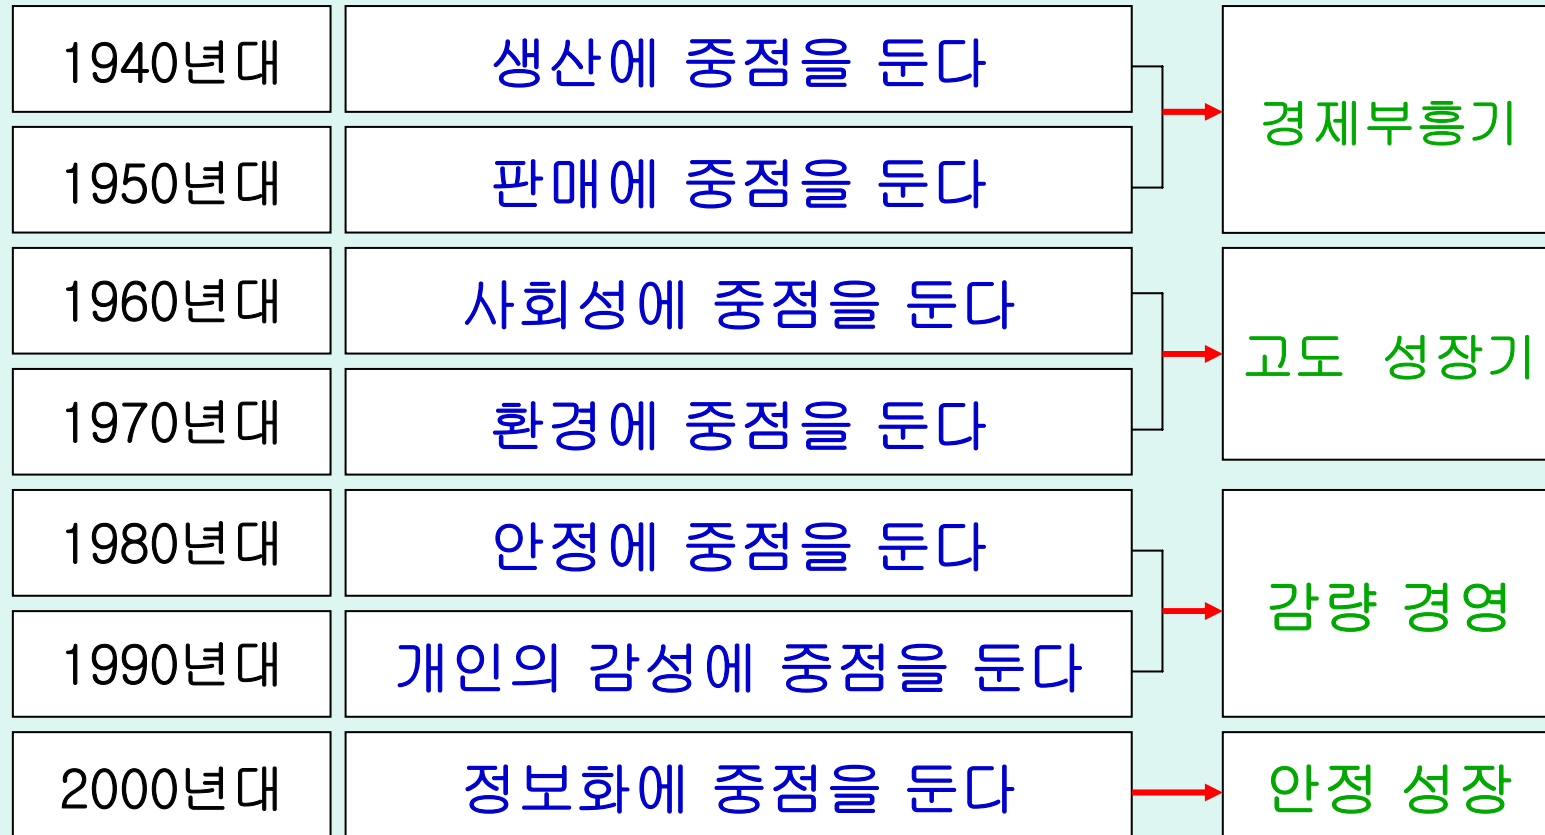 1940년대
생산에 중점을 둔다
1950년대
판매에 중점을 둔다
경제부흥기
1960년대
사회성에 중점을 둔다
1970년대
환경에 중점을 둔다
고도 성장기
1980년대
안정에 중점을 둔다
1990년대
개인의 감성에 중점을 둔다
감량 경영
2000년대
정보화에 중점을 둔다
안정 성장